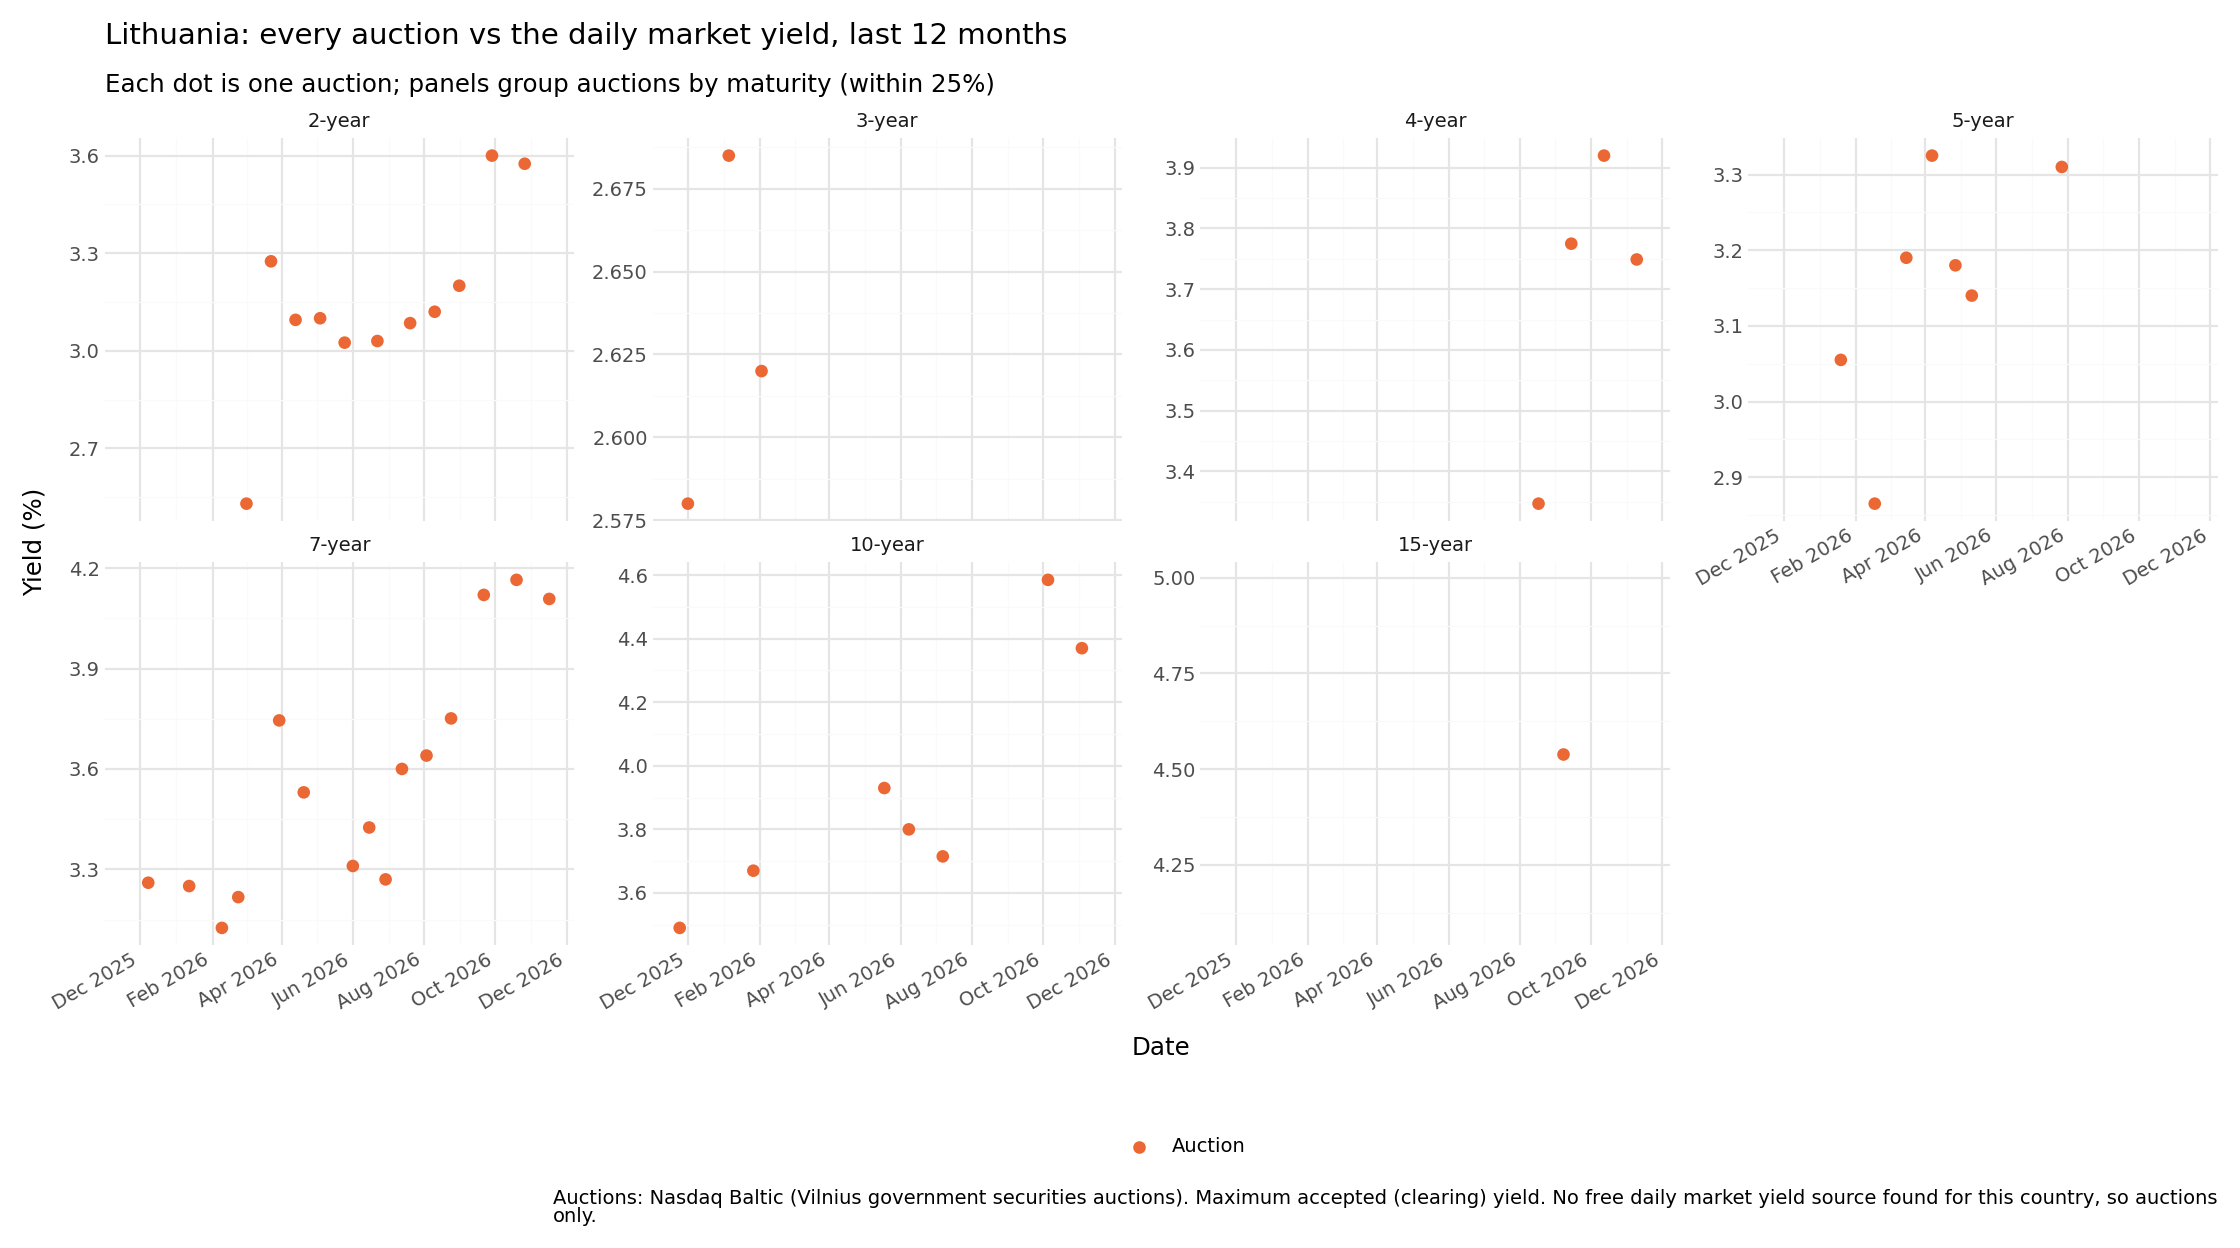 Lithuania: every auction vs the daily market yield, last 12 months
Each dot is one auction; panels group auctions by maturity (within 25%)
2-year
3-year
4-year
5-year
3.6
3.3
3.0
2.7
2.675
2.650
2.625
2.600
2.575
3.9
3.8
3.7
3.6
3.5
3.4
3.3
3.2
3.1
3.0
2.9
Dec 2025
Feb 2026
Apr 2026
Jun 2026
Aug 2026
Oct 2026
Dec 2026
Yield (%)
7-year
10-year
15-year
4.2
3.9
3.6
3.3
4.6
4.4
4.2
4.0
3.8
3.6
5.00
4.75
4.50
4.25
Dec 2025
Feb 2026
Apr 2026
Jun 2026
Aug 2026
Oct 2026
Dec 2026
Dec 2025
Feb 2026
Apr 2026
Jun 2026
Aug 2026
Oct 2026
Dec 2026
Dec 2025
Feb 2026
Apr 2026
Jun 2026
Aug 2026
Oct 2026
Dec 2026
Date
Auction
Auctions: Nasdaq Baltic (Vilnius government securities auctions). Maximum accepted (clearing) yield. No free daily market yield source found for this country, so auctions
only.